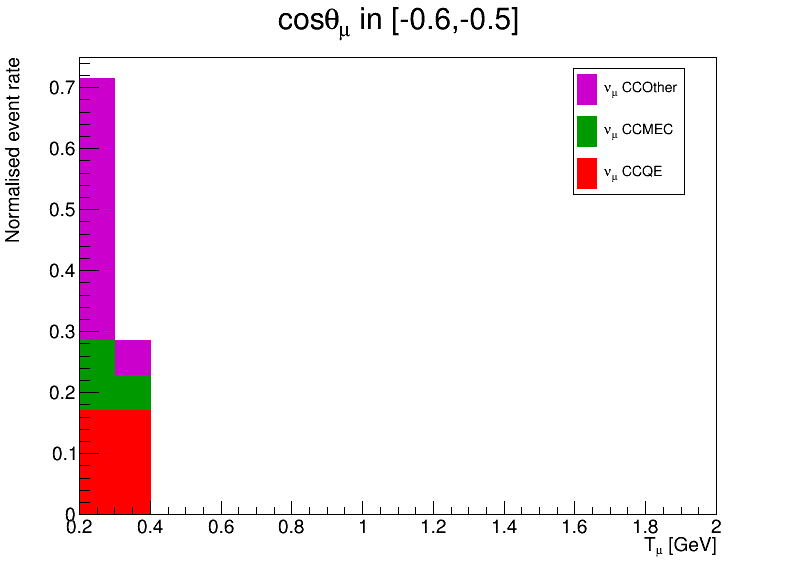 cosθμ in [-0.6,-0.5]
Normalised event rate
0.7
0.6
0.5
0.4
0.3
0.2
0.1
0
νμ CCOther
νμ CCMEC
νμ CCQE
0.2 0.4 0.6 0.8 1 1.2 1.4 1.6 1.8 2
Tμ [GeV]